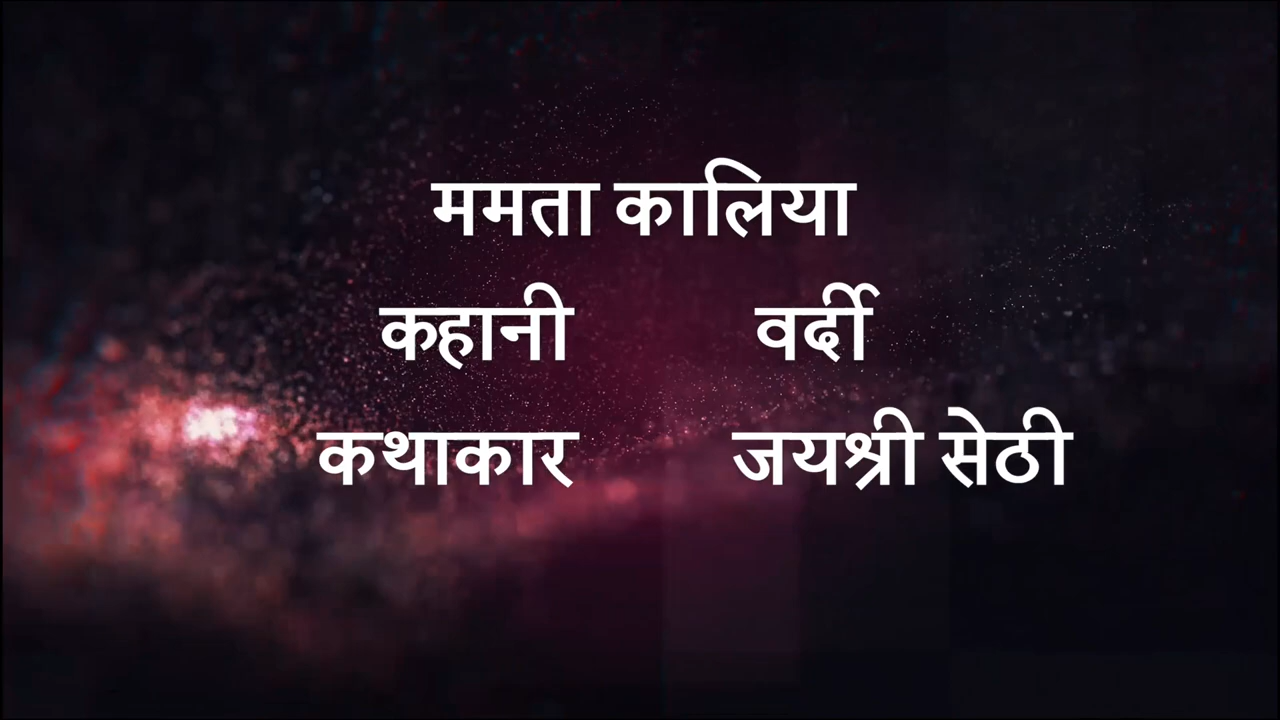 ममता कालिया
कहानी वर्दी
कथाकार जयश्री सेठी